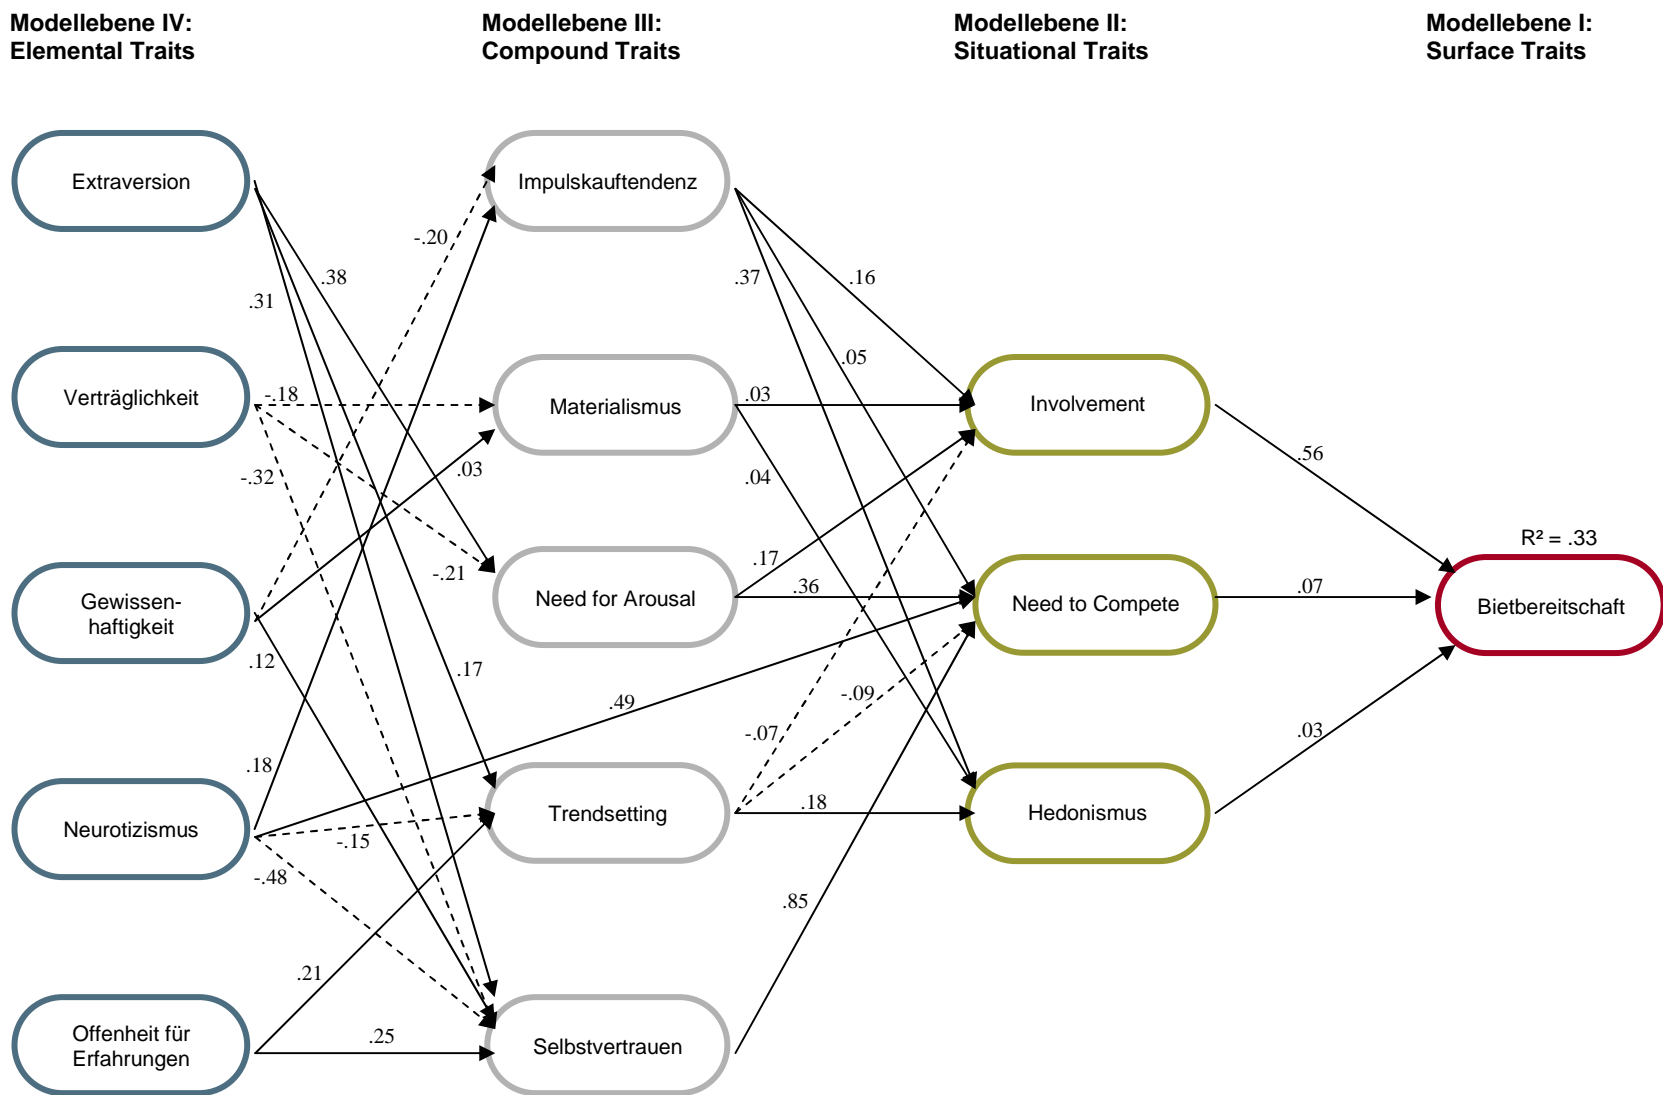 Modellebene IV:
Elemental Traits
Modellebene III:
Compound Traits
Modellebene II:
Situational Traits
Modellebene I:
Surface Traits
Extraversion
Verträglichkeit
Gewissen-
haftigkeit
Neurotizismus
Offenheit für
Erfahrungen
-.20
.38
.31
-.18
-.32
.03
-.21
.12
.17
.49
.18
-.15
-.48
.21
.25
Impulskauftendenz
Materialismus
Need for Arousal
Trendsetting
Selbstvertrauen
.37
.16
.05
.03
.04
.17
.36
-.09
-.07
.18
.85
Involvement
Need to Compete
Hedonismus
.56
.07
.03
R² = .33
Bietbereitschaft